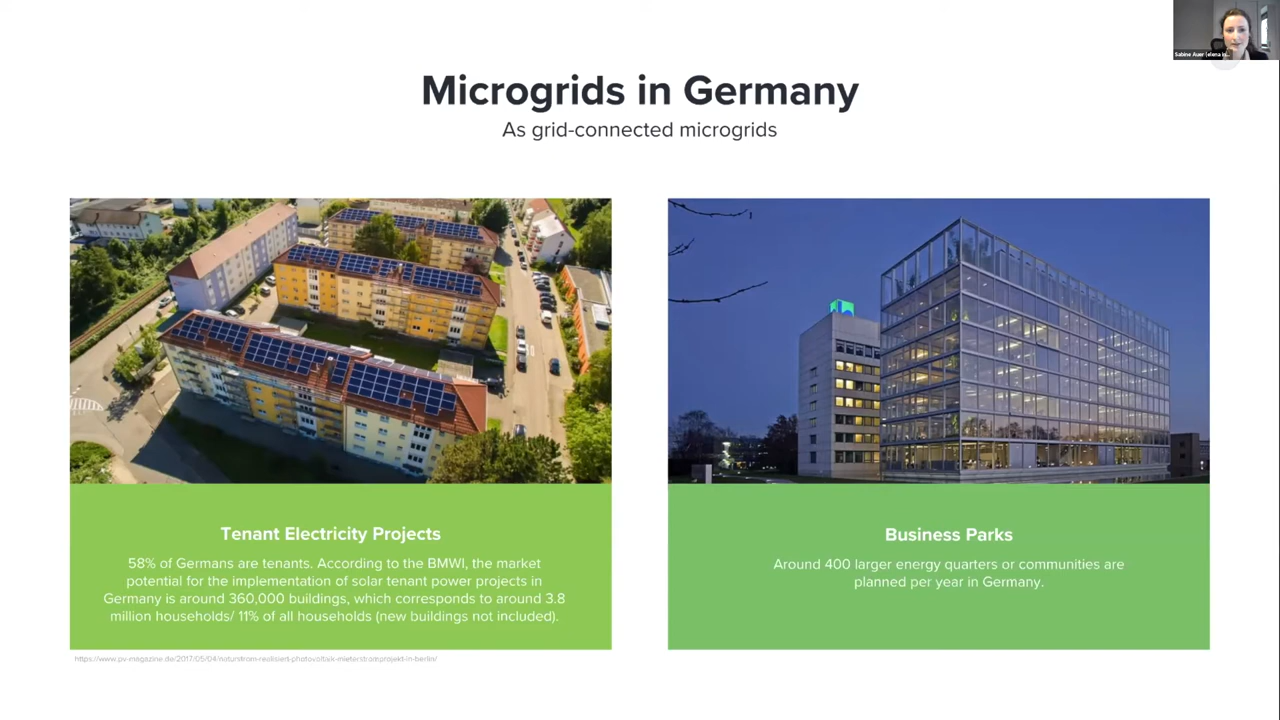 Sabine Auer (elena in...
Microgrids in Germany
As grid-connected microgrids
Tenant Electricity Projects
58% of Germans are tenants. According to the BMWI, the market
potential for the implementation of solar tenant power projects in
Germany is around 360,000 buildings, which corresponds to around 3.8
million households/ 11% of all households (new buildings not included).
Business Parks
Around 400 larger energy quarters or communities are
planned per year in Germany.
https://www.pv-magazine.de/2017/05/04/naturstrom-realisiert-photovoltaik-mieterstromprojekt-in-berlin/